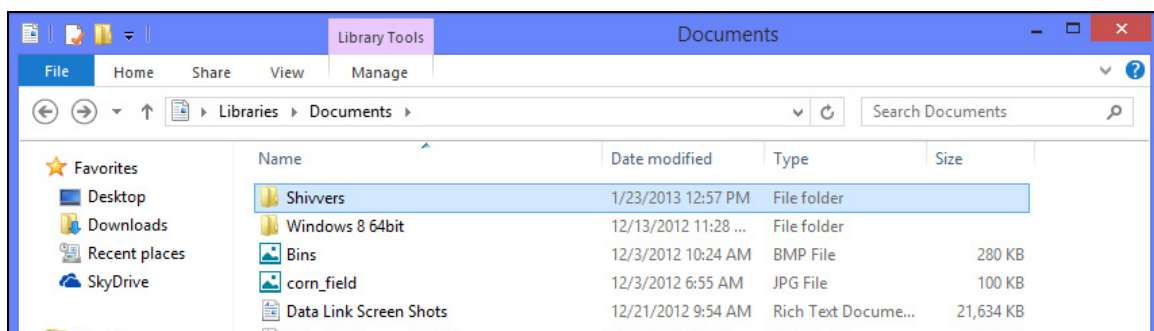 Library Tools Documents
File Home Share View Manage
Libraries Documents Search Documents
Name Date modified Type Size
Favorites
Desktop Shivvers 1/23/2013 12:57 PM File folder
Downloads Windows 8 64bit 12/13/2012 11:28 ... File folder
Recent places Bins 12/3/2012 10:24 AM BMP File 280 KB
SkyDrive corn_field 12/3/2012 6:55 AM JPG File 100 KB
Data Link Screen Shots 12/21/2012 9:54 AM Rich Text Docume... 21,634 KB